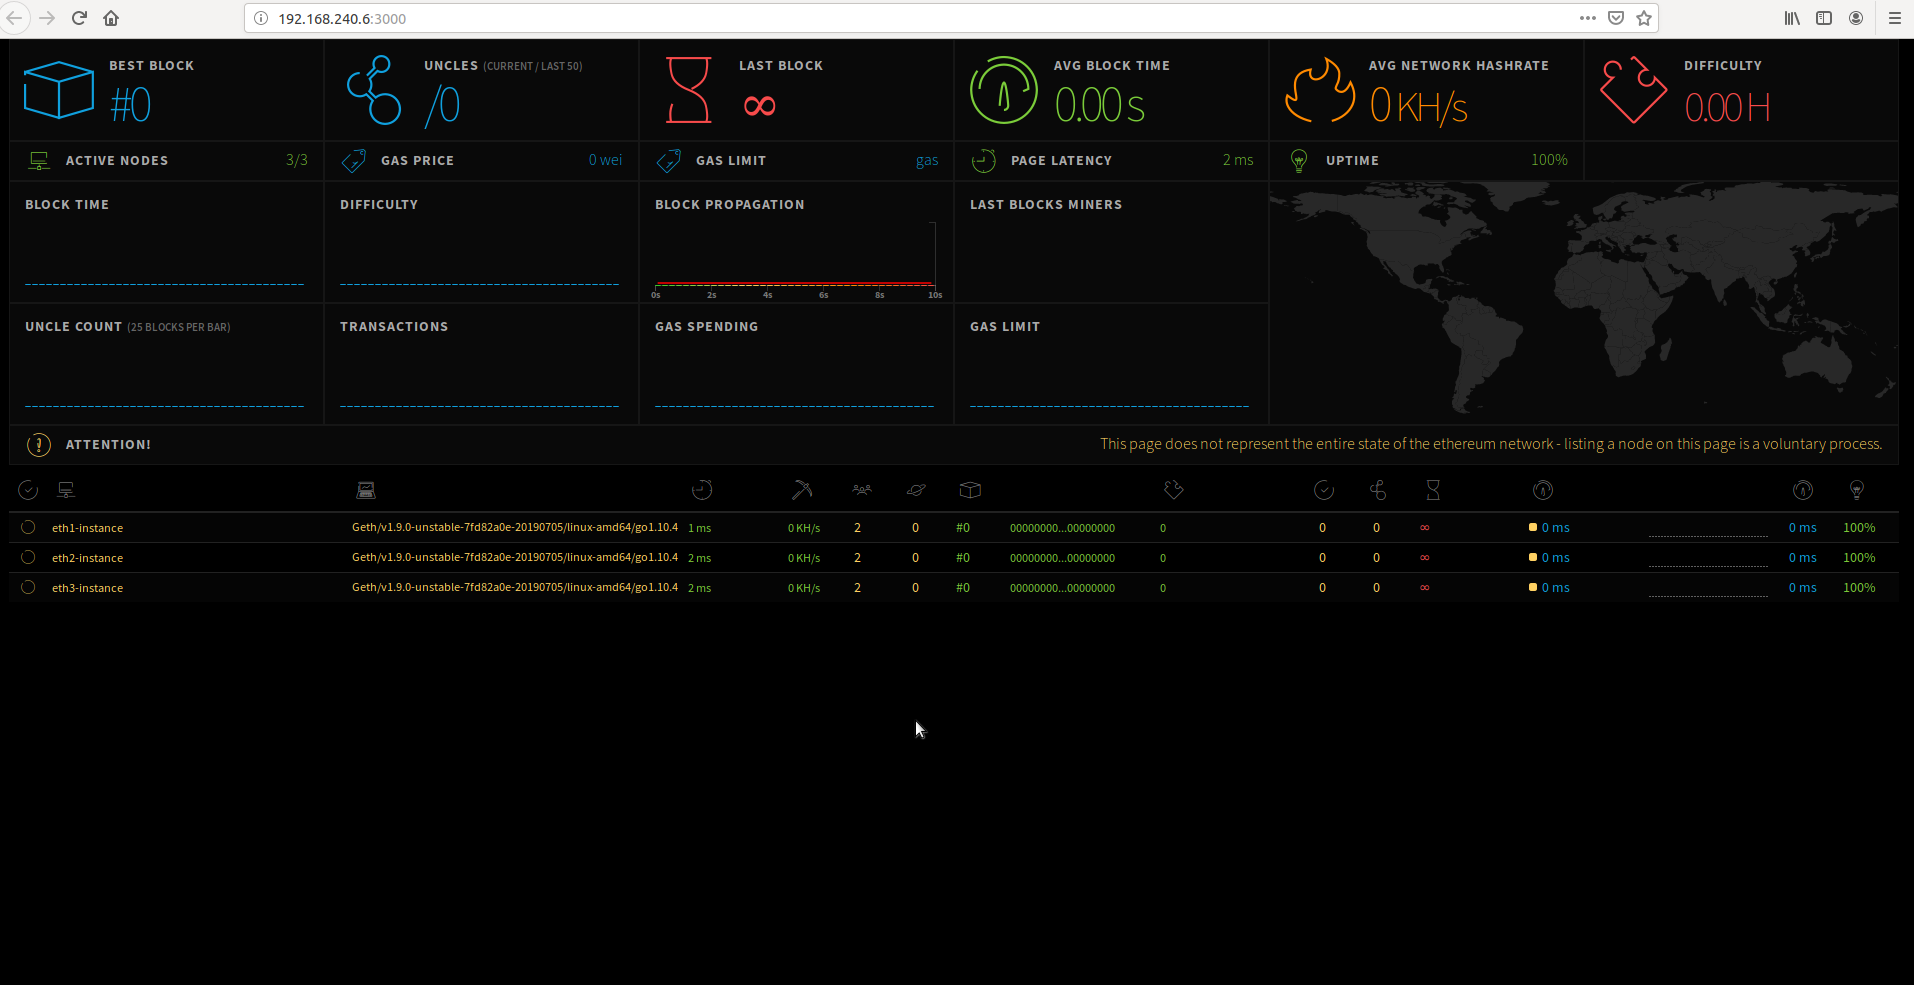 192.168.240.6:3000
BEST BLOCK
#0
UNCLES (CURRENT / LAST 50)
/0
LAST BLOCK
∞
AVG BLOCK TIME
0.00 s
AVG NETWORK HASHRATE
0 KH/s
DIFFICULTY
0.00 H
ACTIVE NODES 3/3
GAS PRICE 0 wei
GAS LIMIT gas
PAGE LATENCY 2 ms
UPTIME 100%
BLOCK TIME
DIFFICULTY
BLOCK PROPAGATION
0s 2s 4s 6s 8s 10s
LAST BLOCKS MINERS
UNCLE COUNT (25 BLOCKS PER BAR)
TRANSACTIONS
GAS SPENDING
GAS LIMIT
ATTENTION! This page does not represent the entire state of the ethereum network - listing a node on this page is a voluntary process.
eth1-instance Geth/v1.9.0-unstable-7fd82a0e-20190705/linux-amd64/go1.10.4 1 ms 0 KH/s 2 0 #0 00000000...00000000 0 0 0 ∞ 0 ms 0 ms 100%
eth2-instance Geth/v1.9.0-unstable-7fd82a0e-20190705/linux-amd64/go1.10.4 2 ms 0 KH/s 2 0 #0 00000000...00000000 0 0 0 ∞ 0 ms 0 ms 100%
eth3-instance Geth/v1.9.0-unstable-7fd82a0e-20190705/linux-amd64/go1.10.4 2 ms 0 KH/s 2 0 #0 00000000...00000000 0 0 0 ∞ 0 ms 0 ms 100%